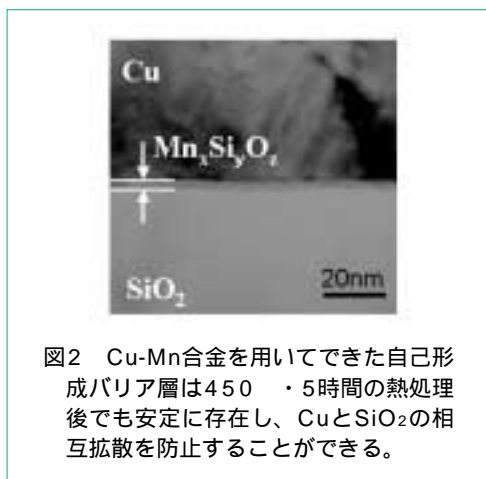 Cu
MnxSiyOz
20nm
SiO2
図2 Cu-Mn合金を用いてできた自己形
成バリア層は450 ・5時間の熱処理
後でも安定に存在し、CuとSiO2の相
互拡散を防止することができる。